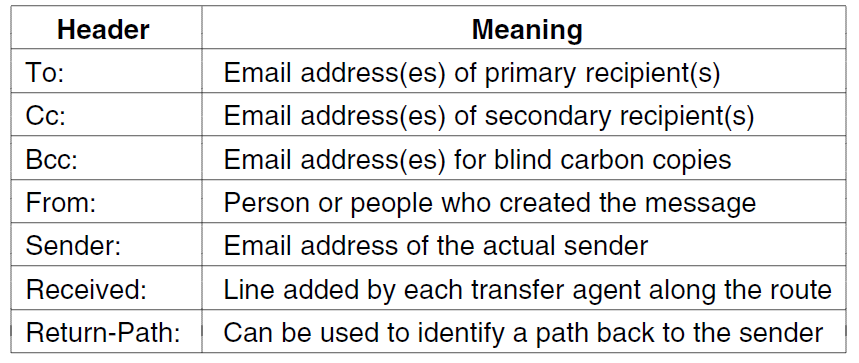 Header Meaning
To: Email address(es) of primary recipient(s)
Cc: Email address(es) of secondary recipient(s)
Bcc: Email address(es) for blind carbon copies
From: Person or people who created the message
Sender: Email address of the actual sender
Received: Line added by each transfer agent along the route
Return-Path: Can be used to identify a path back to the sender